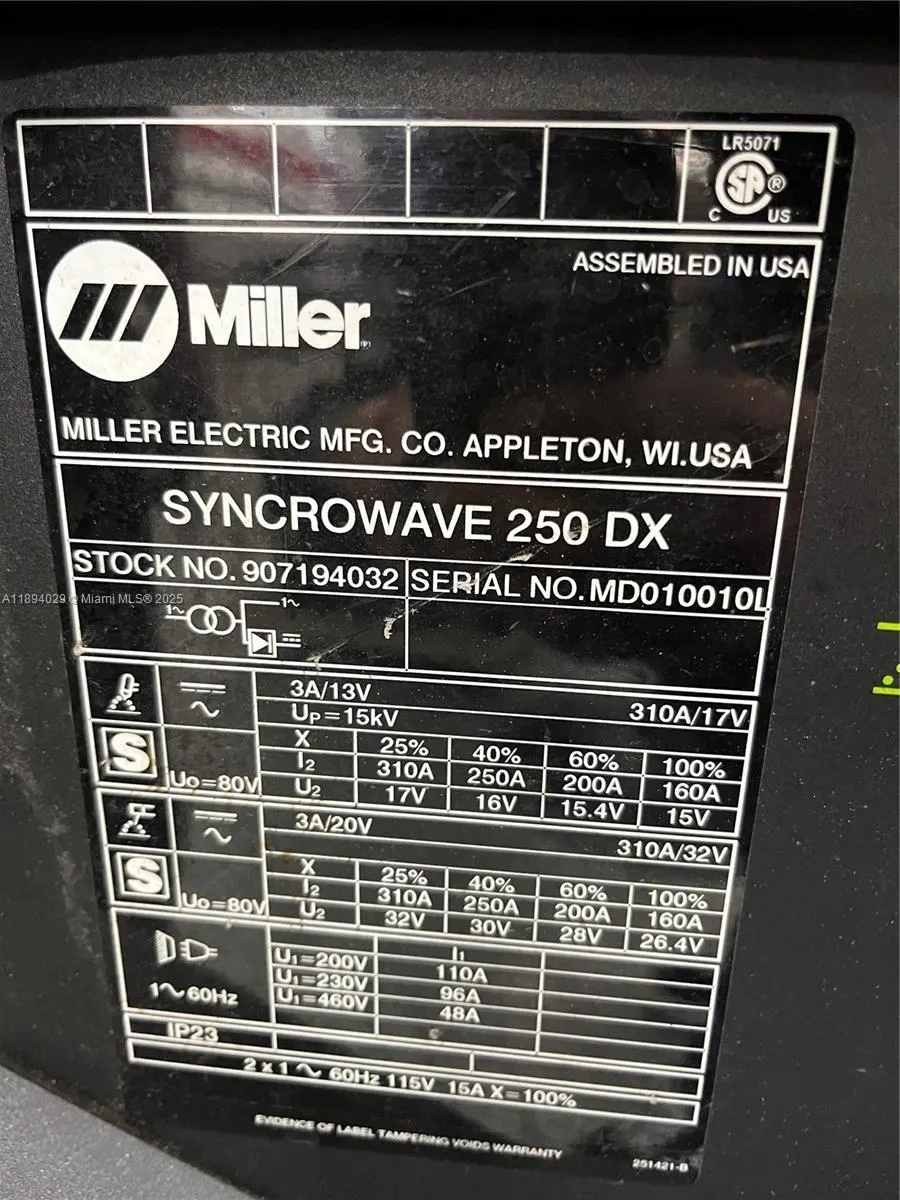 LR5071
SA ®
C US
ASSEMBLED IN USA
Miller
MILLER ELECTRIC MFG. CO. APPLETON, WI.USA
SYNCROWAVE 250 DX
STOCK NO. 907194032 SERIAL NO. MD010010L
A11894029 © Miami MLS® 2025
1~ 1~
3A/13V 310A/17V
UP=15kV
X 25% 40% 60% 100%
I2 310A 250A 200A 160A
S U0=80V U2 17V 16V 15.4V 15V
3A/20V 310A/32V
X 25% 40% 60% 100%
I2 310A 250A 200A 160A
S U0=80V U2 32V 30V 28V 26.4V
I1
U1=200V 110A
U1=230V 96A
1~60Hz U1=460V 48A
IP23
2 x 1 ~ 60Hz 115V 15A X=100%
EVIDENCE OF LABEL TAMPERING VOIDS WARRANTY
251421-B